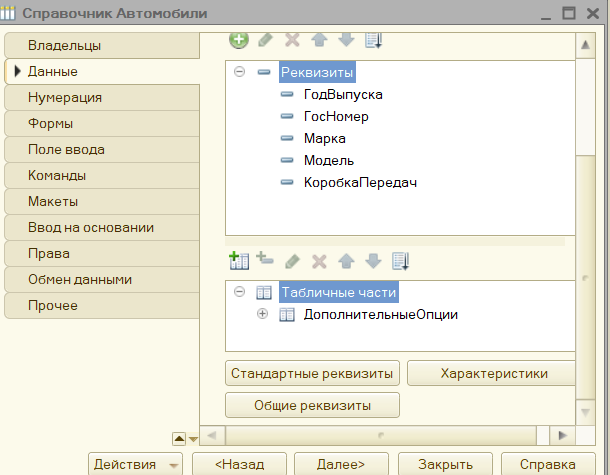 Справочник Автомобили
Владельцы
Данные
Нумерация
Формы
Поле ввода
Команды
Макеты
Ввод на основании
Права
Обмен данными
Прочее
Реквизиты
ГодВыпуска
ГосНомер
Марка
Модель
КоробкаПередач
Табличные части
ДополнительныеОпции
Стандартные реквизиты
Характеристики
Общие реквизиты
Действия
<Назад
Далее>
Закрыть
Справка